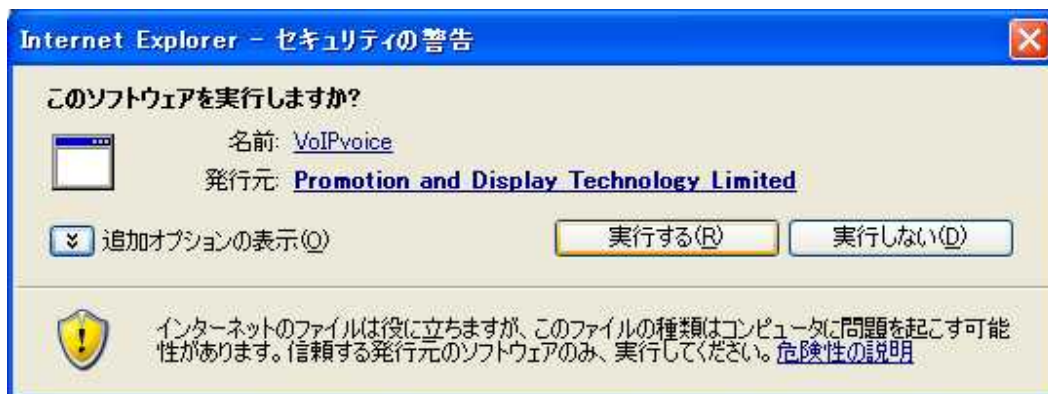 Internet Explorer - セキュリティの警告
このソフトウェアを実行しますか?
名前: VoIPvoice
発行元: Promotion and Display Technology Limited
追加オプションの表示(O) 実行する(R) 実行しない(D)
インターネットのファイルは役に立ちますが、このファイルの種類はコンピュータに問題を起こす可能
性があります。信頼する発行元のソフトウェアのみ、実行してください。危険性の説明